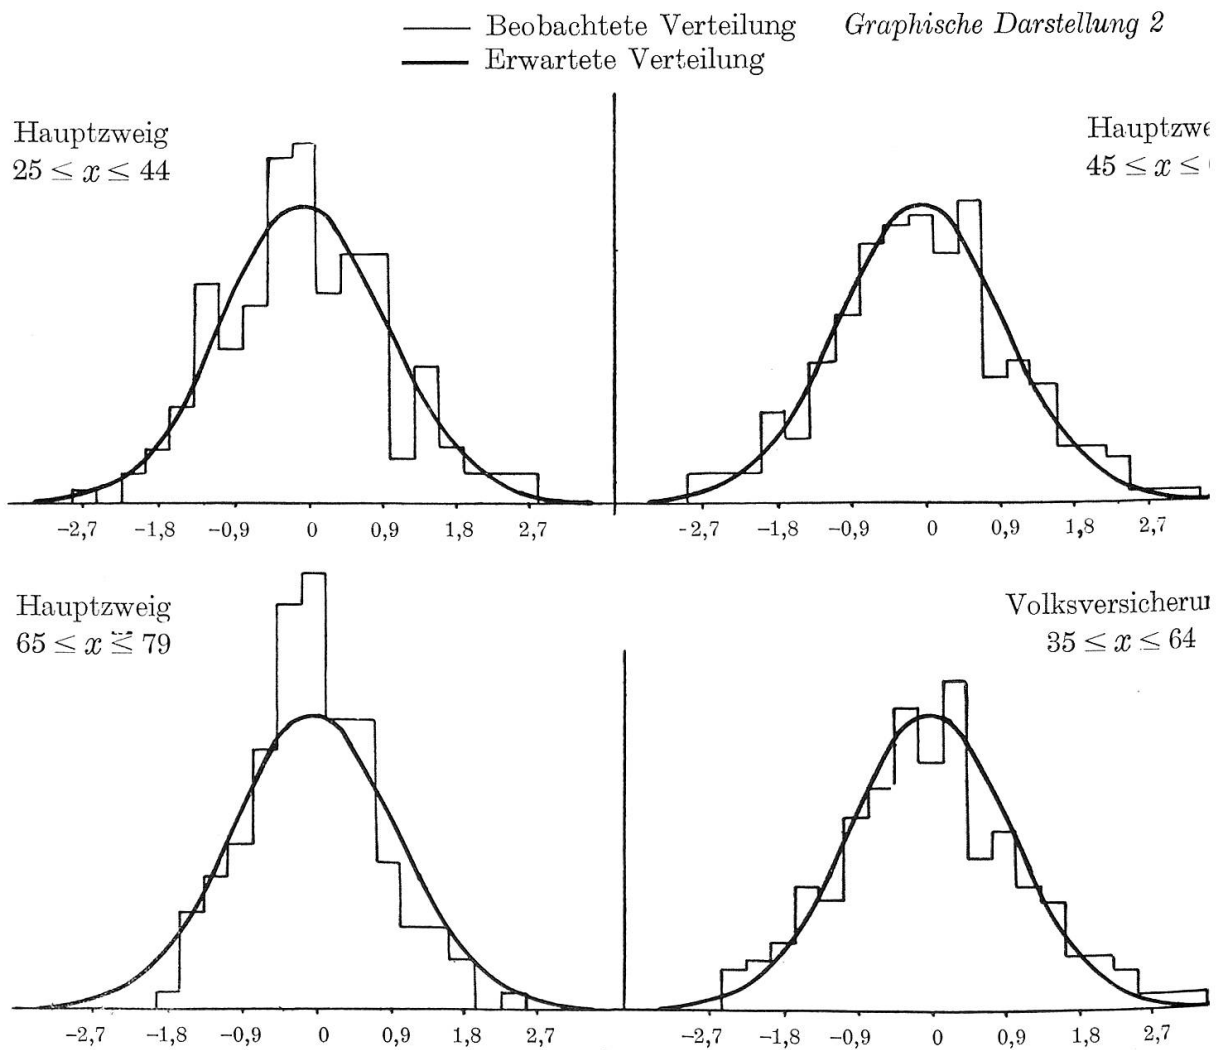 Beobachtete Verteilung Graphische Darstellung 2
Erwartete Verteilung
Hauptzweig
25 ≤ x ≤ 44
Hauptzwe
45 ≤ x ≤
-2,7 -1,8 -0,9 0 0,9 1,8 2,7
-2,7 -1,8 -0,9 0 0,9 1,8 2,7
Hauptzweig
65 ≤ x ≤ 79
Volksversicheru
35 ≤ x ≤ 64
-2,7 -1,8 -0,9 0 0,9 1,8 2,7
-2,7 -1,8 -0,9 0 0,9 1,8 2,7